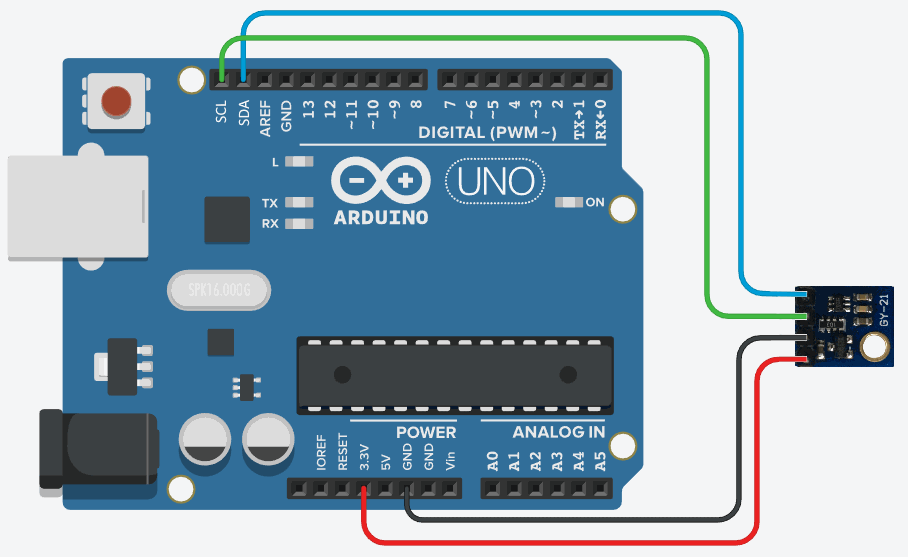 SCL SDA AREF GND 13 12 ~11 ~10 ~9 8 7 ~6 ~5 4 ~3 2 TX→1 RX←0
DIGITAL (PWM~)
L
TX
RX
UNO
ON
ARDUINO
SPK16.000G
GY-21
POWER
ANALOG IN
IOREF RESET 3.3V 5V GND GND Vin A0 A1 A2 A3 A4 A5